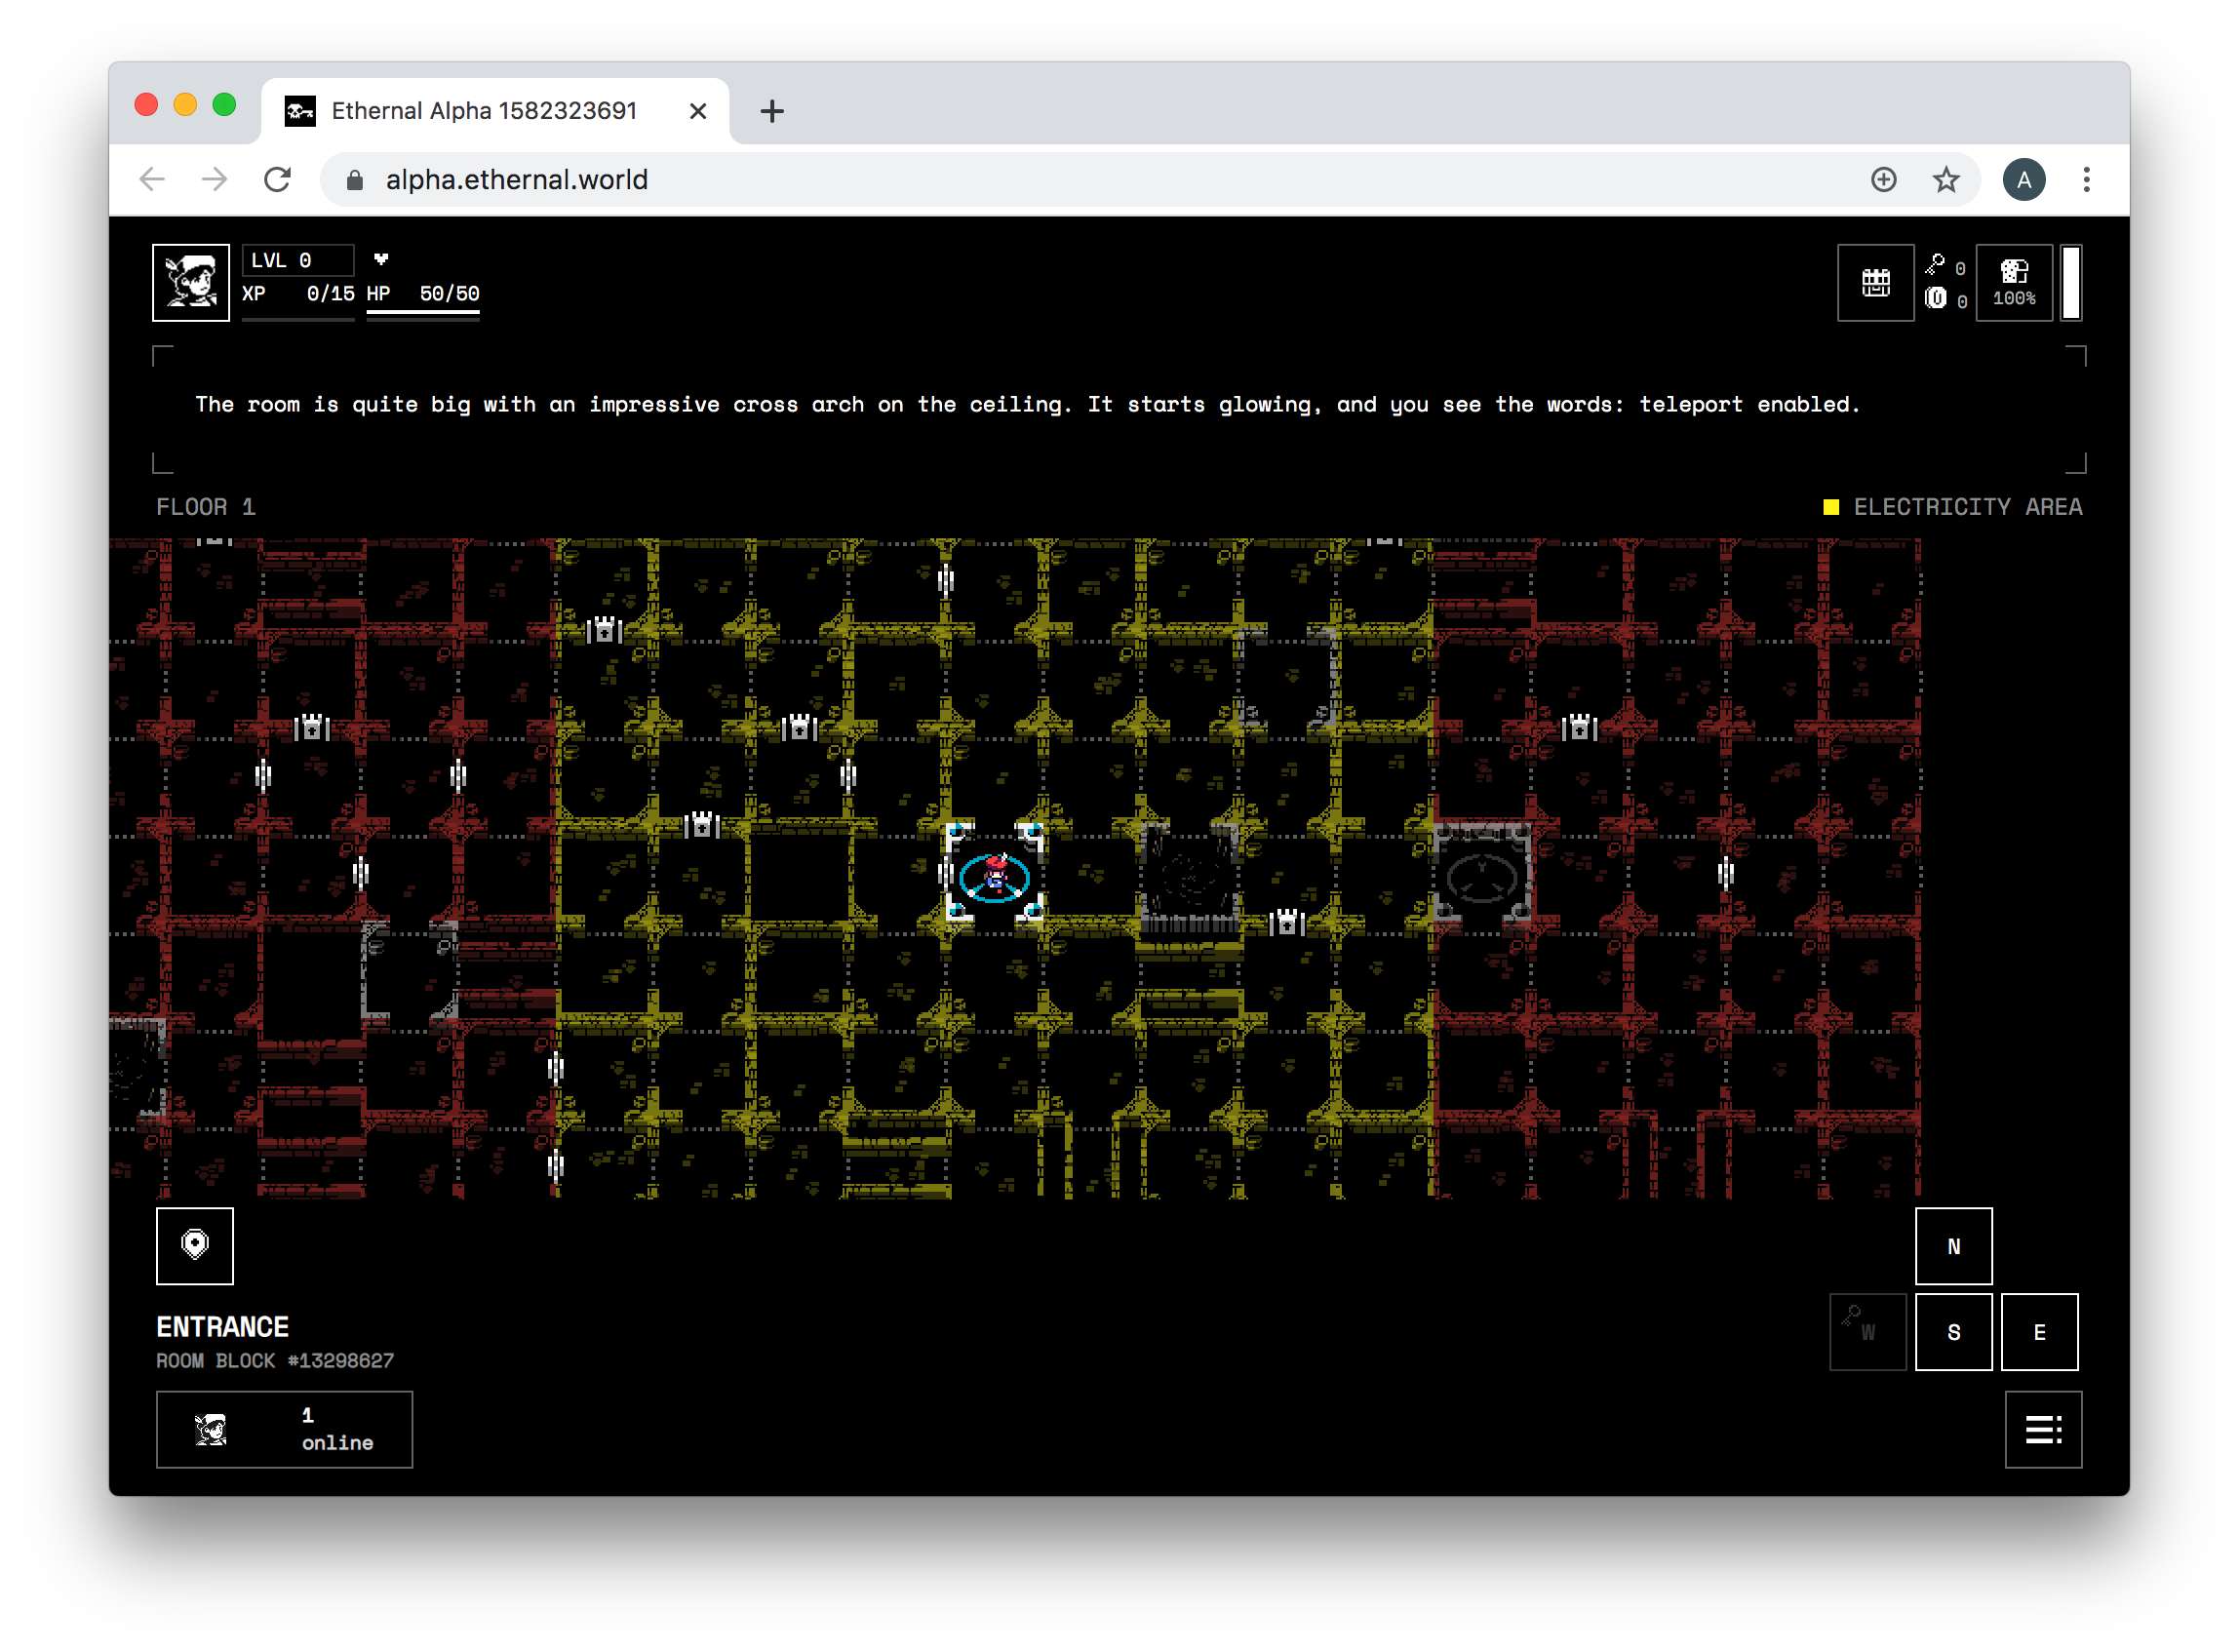 Ethernal Alpha 1582323691
alpha.ethernal.world
A
LVL 0
XP 0/15 HP 50/50
0
0
100%
The room is quite big with an impressive cross arch on the ceiling. It starts glowing, and you see the words: teleport enabled.
FLOOR 1
ELECTRICITY AREA
N
W S E
ENTRANCE
ROOM BLOCK #13298627
1
online